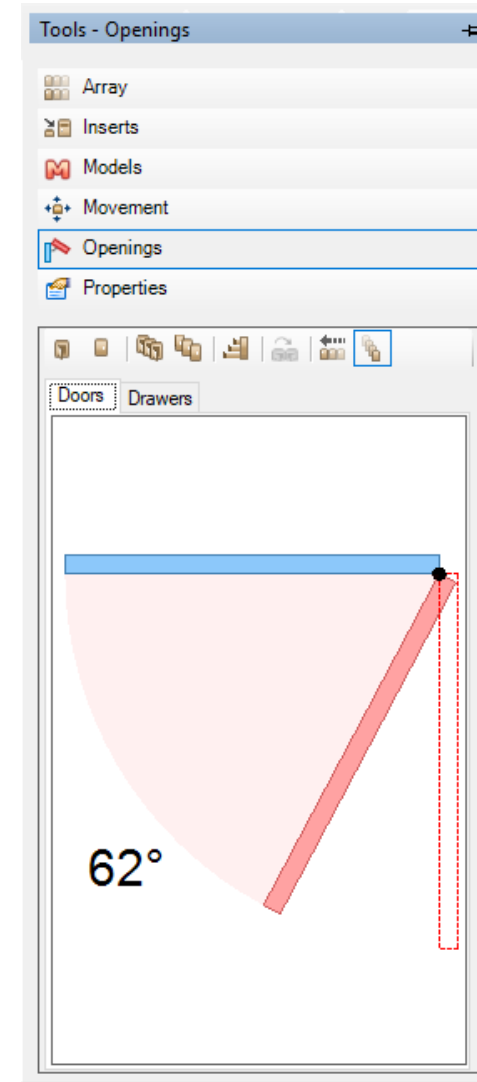 Tools - Openings
Array
Inserts
Models
Movement
Openings
Properties
Doors Drawers
62°